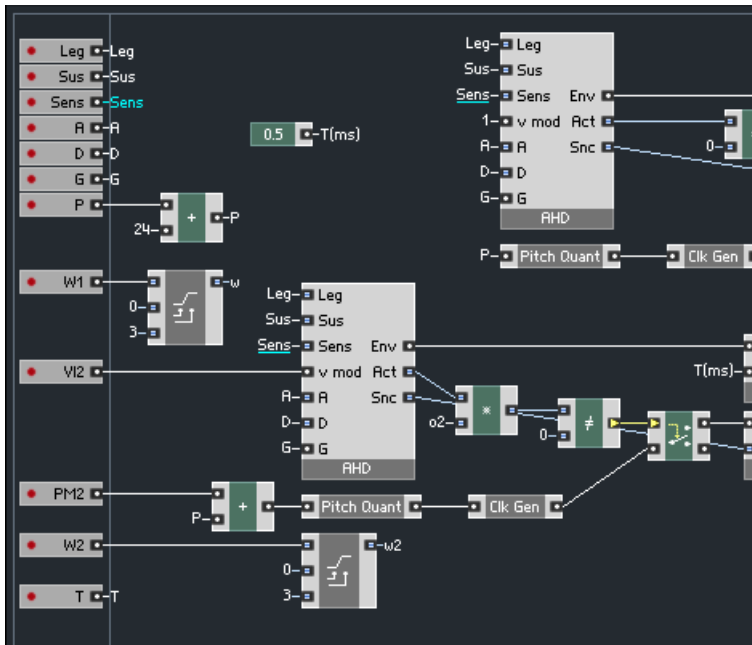 Leg Leg
Sus Sus
Sens Sens
A A
D D
G G
P
24 + P
0.5 T(ms)
Leg Leg
Sus Sus
Sens Sens Env
1 v mod Act
A A Snc
D D
G G
AHD
0
P Pitch Quant Clk Gen
W1 w
0
3
Leg Leg
Sus Sus
Sens Sens Env
VI2 v mod Act
A A Snc
D D
G G
AHD
o2 *
0 ≠
T(ms)
PM2
P + Pitch Quant Clk Gen
W2 w2
0
3
T T